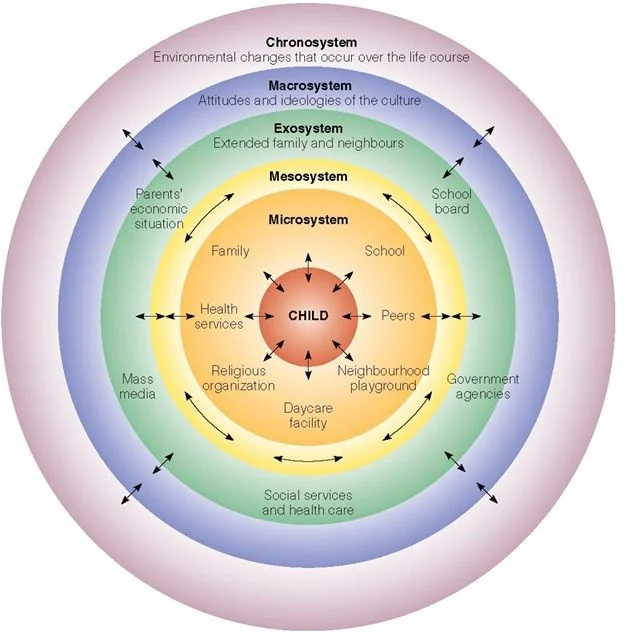 Chronosystem
Environmental changes that occur over the life course
Macrosystem
Attitudes and ideologies of the culture
Exosystem
Extended family and neighbours
Mesosystem
Parents'
economic
situation
School
board
Microsystem
Family
School
Health
services
CHILD
Peers
Religious
organization
Neighbourhood
playground
Mass
media
Government
agencies
Daycare
facility
Social services
and health care